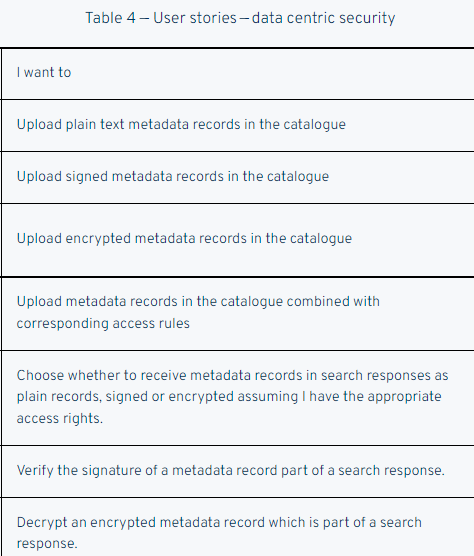 Table 4 — User stories — data centric security
I want to
Upload plain text metadata records in the catalogue
Upload signed metadata records in the catalogue
Upload encrypted metadata records in the catalogue
Upload metadata records in the catalogue combined with
corresponding access rules
Choose whether to receive metadata records in search responses as
plain records, signed or encrypted assuming I have the appropriate
access rights.
Verify the signature of a metadata record part of a search response.
Decrypt an encrypted metadata record which is part of a search
response.